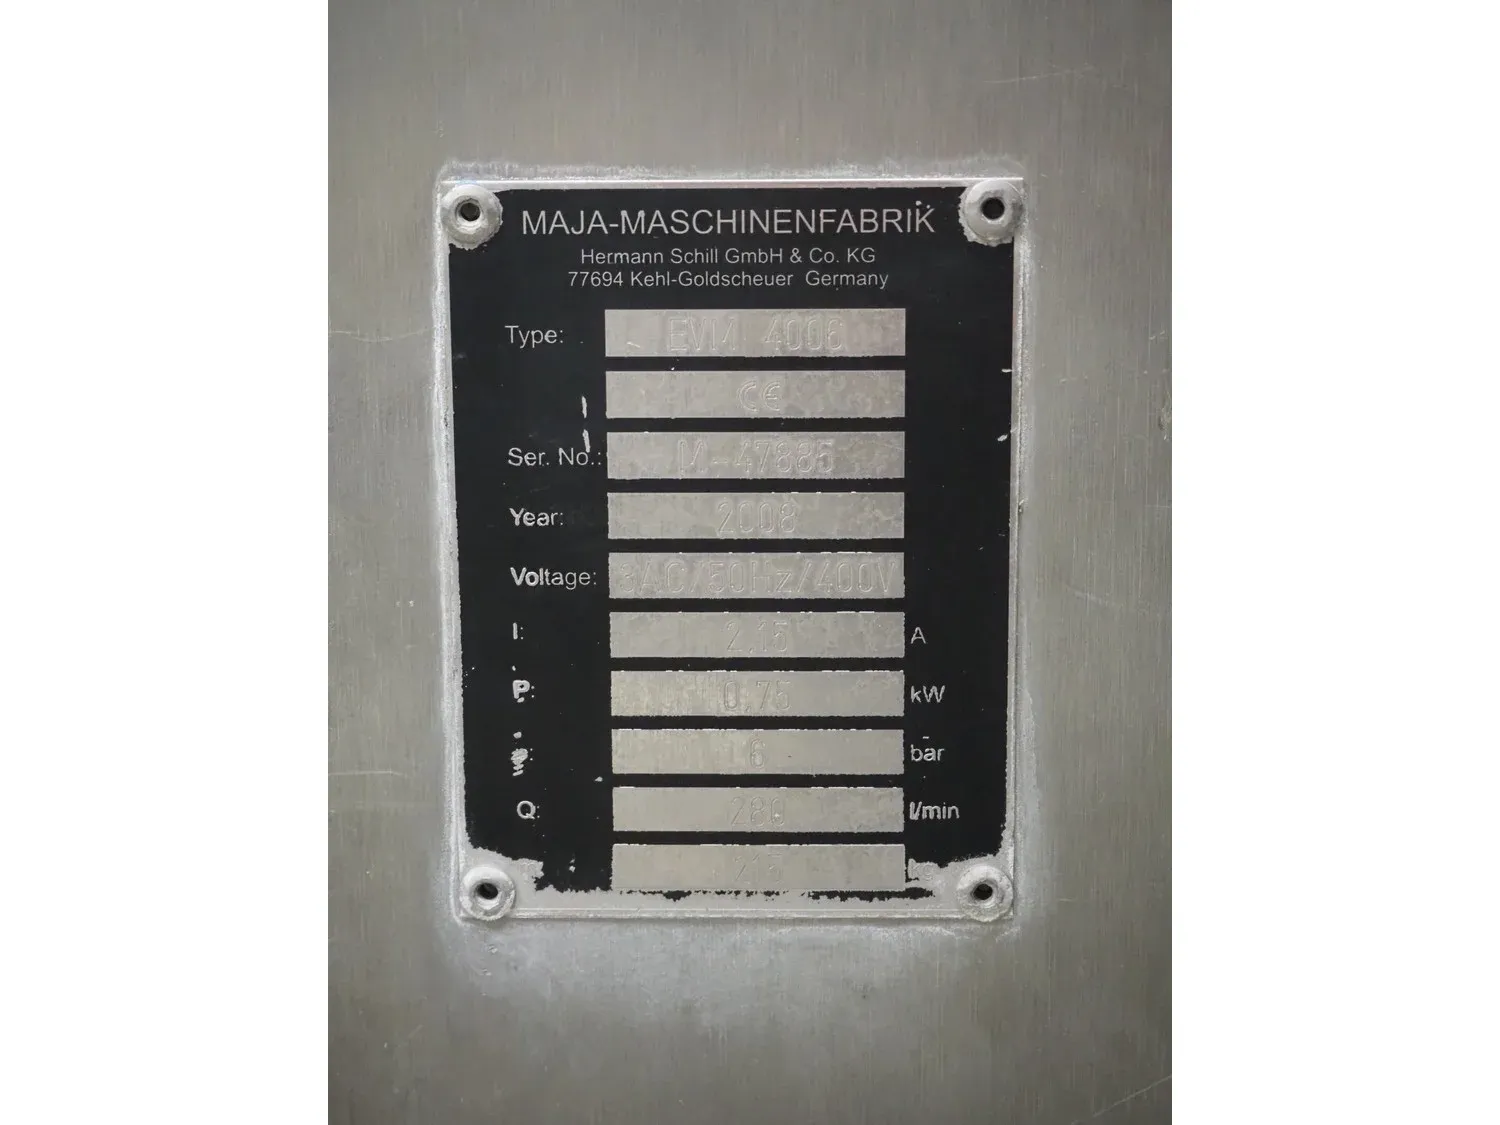 MAJA-MASCHINENFABRIK
Hermann Schill GmbH & Co. KG
77694 Kehl-Goldscheuer Germany
Type: EVM 4006
CE
Ser. No.: M-47885
Year: 2008
Voltage: 3AC/50Hz/400V
I: 2,15 A
P: 0,75 kW
6 bar
Q: 280 l/min
215